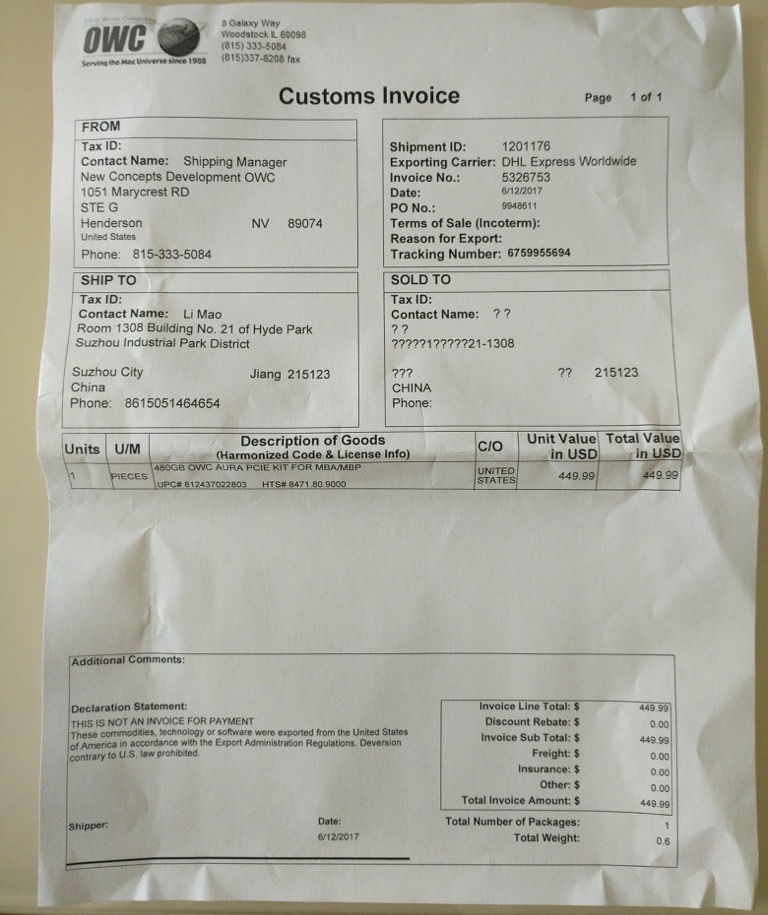 OWC
Serving the Mac Universe since 1988
8 Galaxy Way
Woodstock IL 60098
(815) 333-5084
(815)337-8208 fax
Customs Invoice
Page 1 of 1
FROM
Tax ID:
Contact Name: Shipping Manager
New Concepts Development OWC
1051 Marycrest RD
STE G
Henderson NV 89074
United States
Phone: 815-333-5084
Shipment ID: 1201176
Exporting Carrier: DHL Express Worldwide
Invoice No.: 5326753
Date: 6/12/2017
PO No.: 9948611
Terms of Sale (Incoterm):
Reason for Export:
Tracking Number: 6759955694
SHIP TO
Tax ID:
Contact Name: Li Mao
Room 1308 Building No. 21 of Hyde Park
Suzhou Industrial Park District
Suzhou City Jiang 215123
China
Phone: 8615051464654
SOLD TO
Tax ID:
Contact Name: ? ?
? ?
?????1?????21-1308
??? ?? 215123
CHINA
Phone:
Units U/M Description of Goods (Harmonized Code & License Info) C/O Unit Value in USD Total Value in USD
1 PIECES 480GB OWC AURA PCIE KIT FOR MBA/MBP UNITED STATES 449.99 449.99
UPC# 812437022803 HTS# 8471.80.9000
Additional Comments:
Declaration Statement:
THIS IS NOT AN INVOICE FOR PAYMENT
These commodities, technology or software were exported from the United States
of America in accordance with the Export Administration Regulations. Deversion
contrary to U.S. law prohibited.
Invoice Line Total: $ 449.99
Discount Rebate: $ 0.00
Invoice Sub Total: $ 449.99
Freight: $ 0.00
Insurance: $ 0.00
Other: $ 0.00
Total Invoice Amount: $ 449.99
Total Number of Packages: 1
Total Weight: 0.6
Shipper:
Date:
6/12/2017